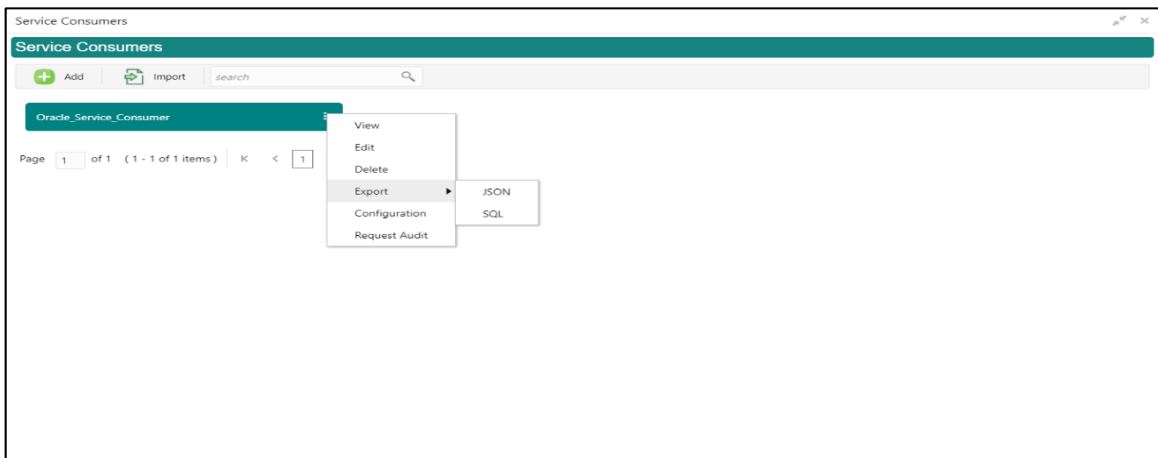 Service Consumers
Service Consumers
Add Import search
Oracle_Service_Consumer
View
Edit
Page 1 of 1 (1 - 1 of 1 items) K < 1
Delete
Export JSON
Configuration SQL
Request Audit